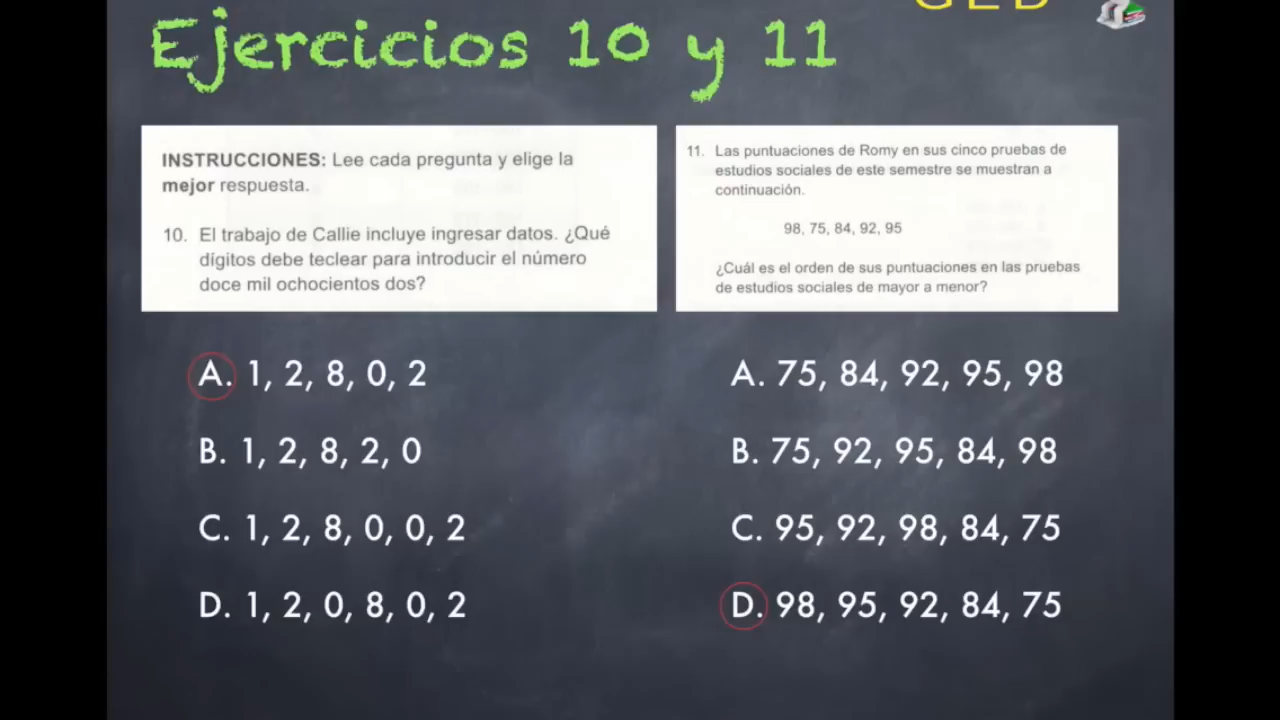 Ejercicios 10 y 11
INSTRUCCIONES: Lee cada pregunta y elige la
mejor respuesta.
10. El trabajo de Callie incluye ingresar datos. ¿Qué
dígitos debe teclear para introducir el número
doce mil ochocientos dos?
A. 1, 2, 8, 0, 2
B. 1, 2, 8, 2, 0
C. 1, 2, 8, 0, 0, 2
D. 1, 2, 0, 8, 0, 2
11. Las puntuaciones de Romy en sus cinco pruebas de
estudios sociales de este semestre se muestran a
continuación.
98, 75, 84, 92, 95
¿Cuál es el orden de sus puntuaciones en las pruebas
de estudios sociales de mayor a menor?
A. 75, 84, 92, 95, 98
B. 75, 92, 95, 84, 98
C. 95, 92, 98, 84, 75
D. 98, 95, 92, 84, 75